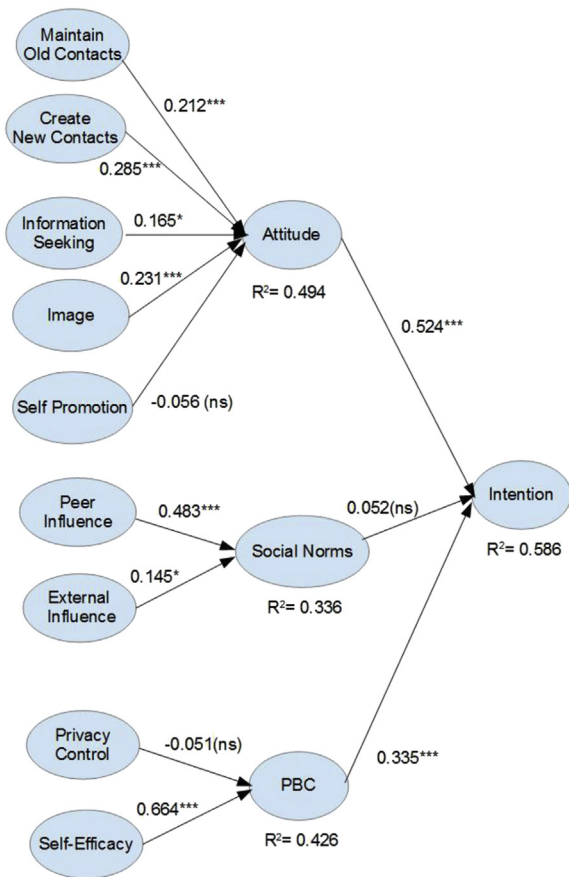 Maintain
Old Contacts
0.212***
Create
New Contacts
0.285***
Information
Seeking
0.165*
Attitude
R²= 0.494
0.231***
Image
0.524***
Self Promotion
-0.056 (ns)
Peer
Influence
0.483***
0.052(ns)
Intention
R²= 0.586
Social Norms
R²= 0.336
0.145*
External
Influence
Privacy
Control
-0.051(ns)
0.335***
PBC
R²= 0.426
0.664***
Self-Efficacy